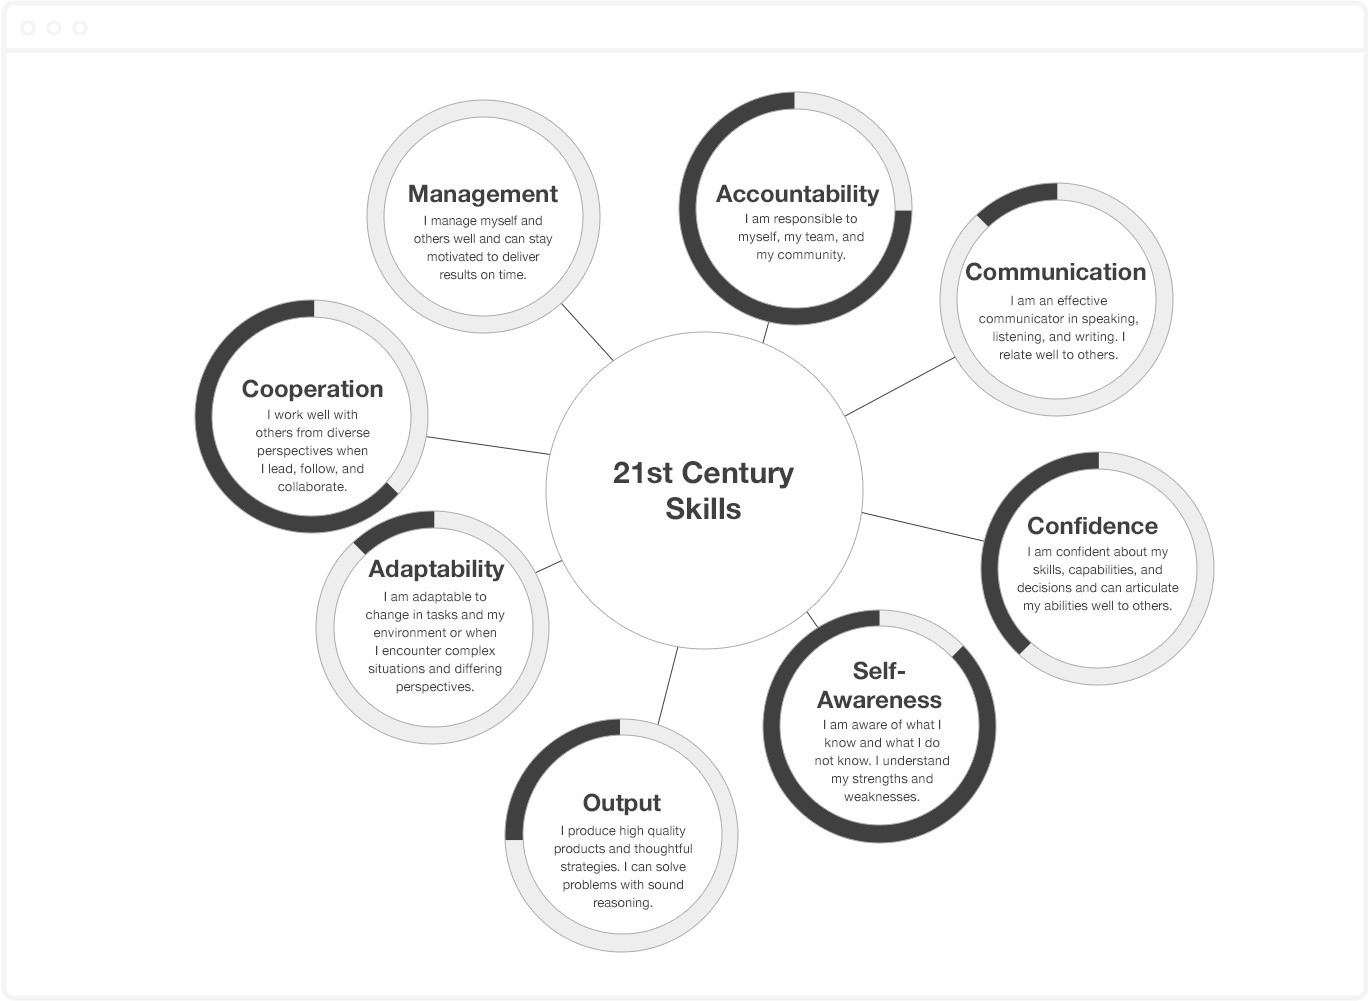 Management
I manage myself and
others well and can stay
motivated to deliver
results on time.
Accountability
I am responsible to
myself, my team, and
my community.
Communication
I am an effective
communicator in speaking,
listening, and writing. I
relate well to others.
Cooperation
I work well with
others from diverse
perspectives when
I lead, follow, and
collaborate.
21st Century
Skills
Confidence
I am confident about my
skills, capabilities, and
decisions and can articulate
my abilities well to others.
Adaptability
I am adaptable to
change in tasks and my
environment or when
I encounter complex
situations and differing
perspectives.
Self-
Awareness
I am aware of what I
know and what I do
not know. I understand
my strengths and
weaknesses.
Output
I produce high quality
products and thoughtful
strategies. I can solve
problems with sound
reasoning.